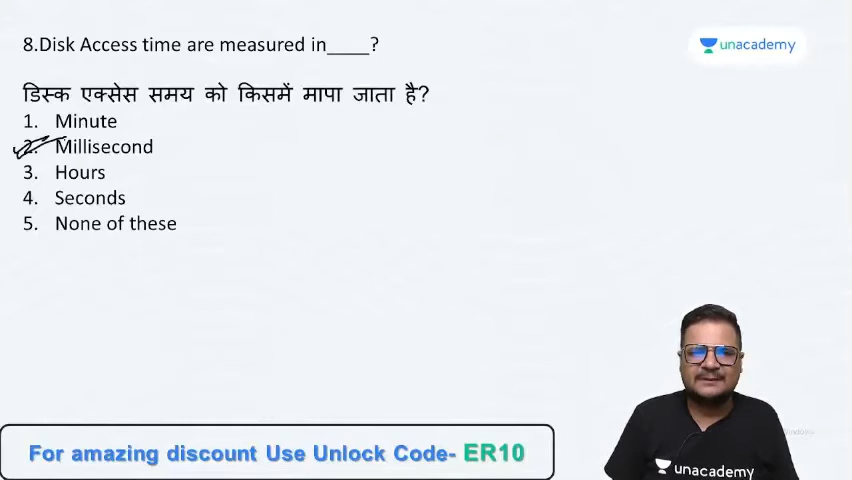 8.Disk Access time are measured in____?
unacademy
डिस्क एक्सेस समय को किसमें मापा जाता है?
1. Minute
2. Millisecond
3. Hours
4. Seconds
5. None of these
For amazing discount Use Unlock Code- ER10
unacademy